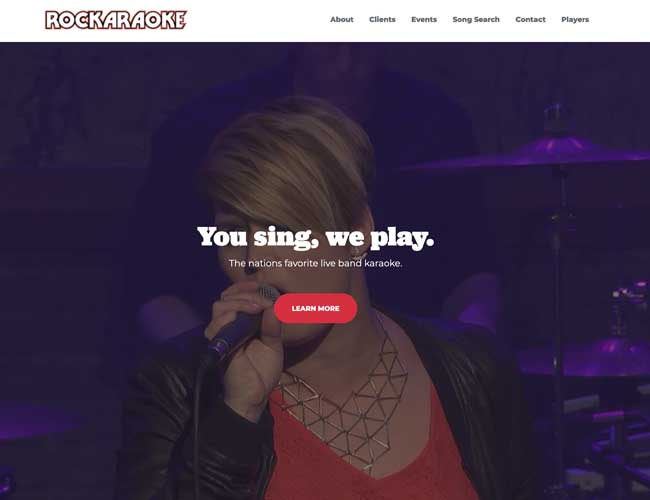 ROCKARAOKE
About Clients Events Song Search Contact Players
You sing, we play.
The nations favorite live band karaoke.
LEARN MORE